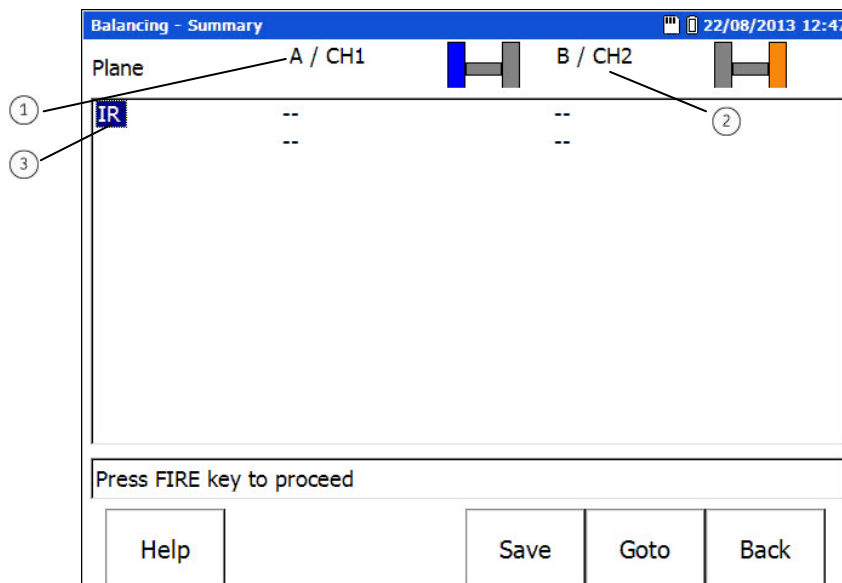 Balancing - Summary 22/08/2013 12:47
Plane A / CH1 B / CH2
1
IR -- --
2
3
-- --
Press FIRE key to proceed
Help Save Goto Back